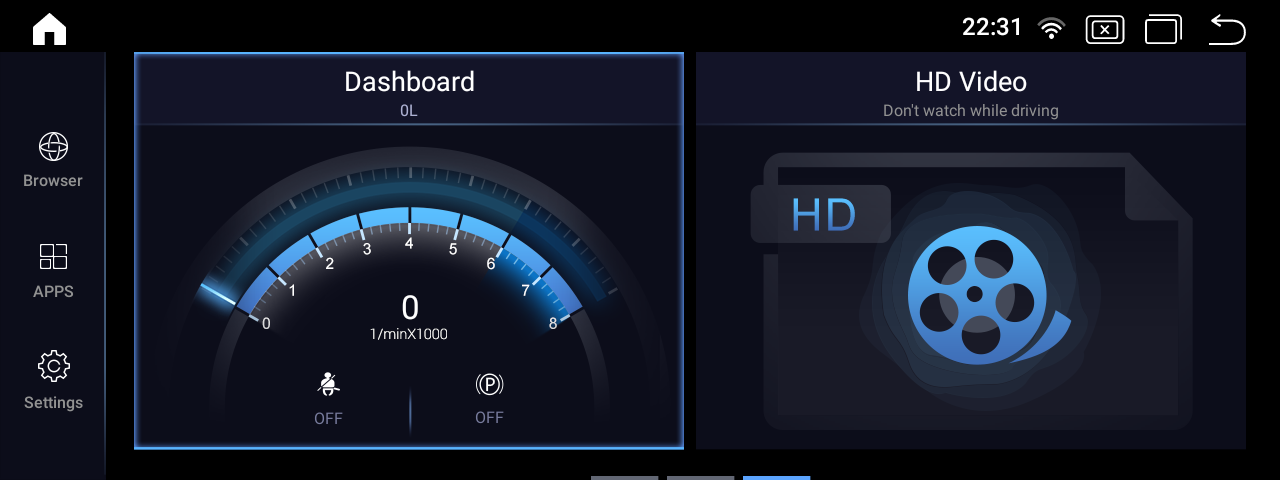 22:31
Browser
APPS
Settings
Dashboard
0L
0
1
2
3
4
5
6
7
8
0
1/minX1000
P
OFF
OFF
HD Video
Don't watch while driving
HD